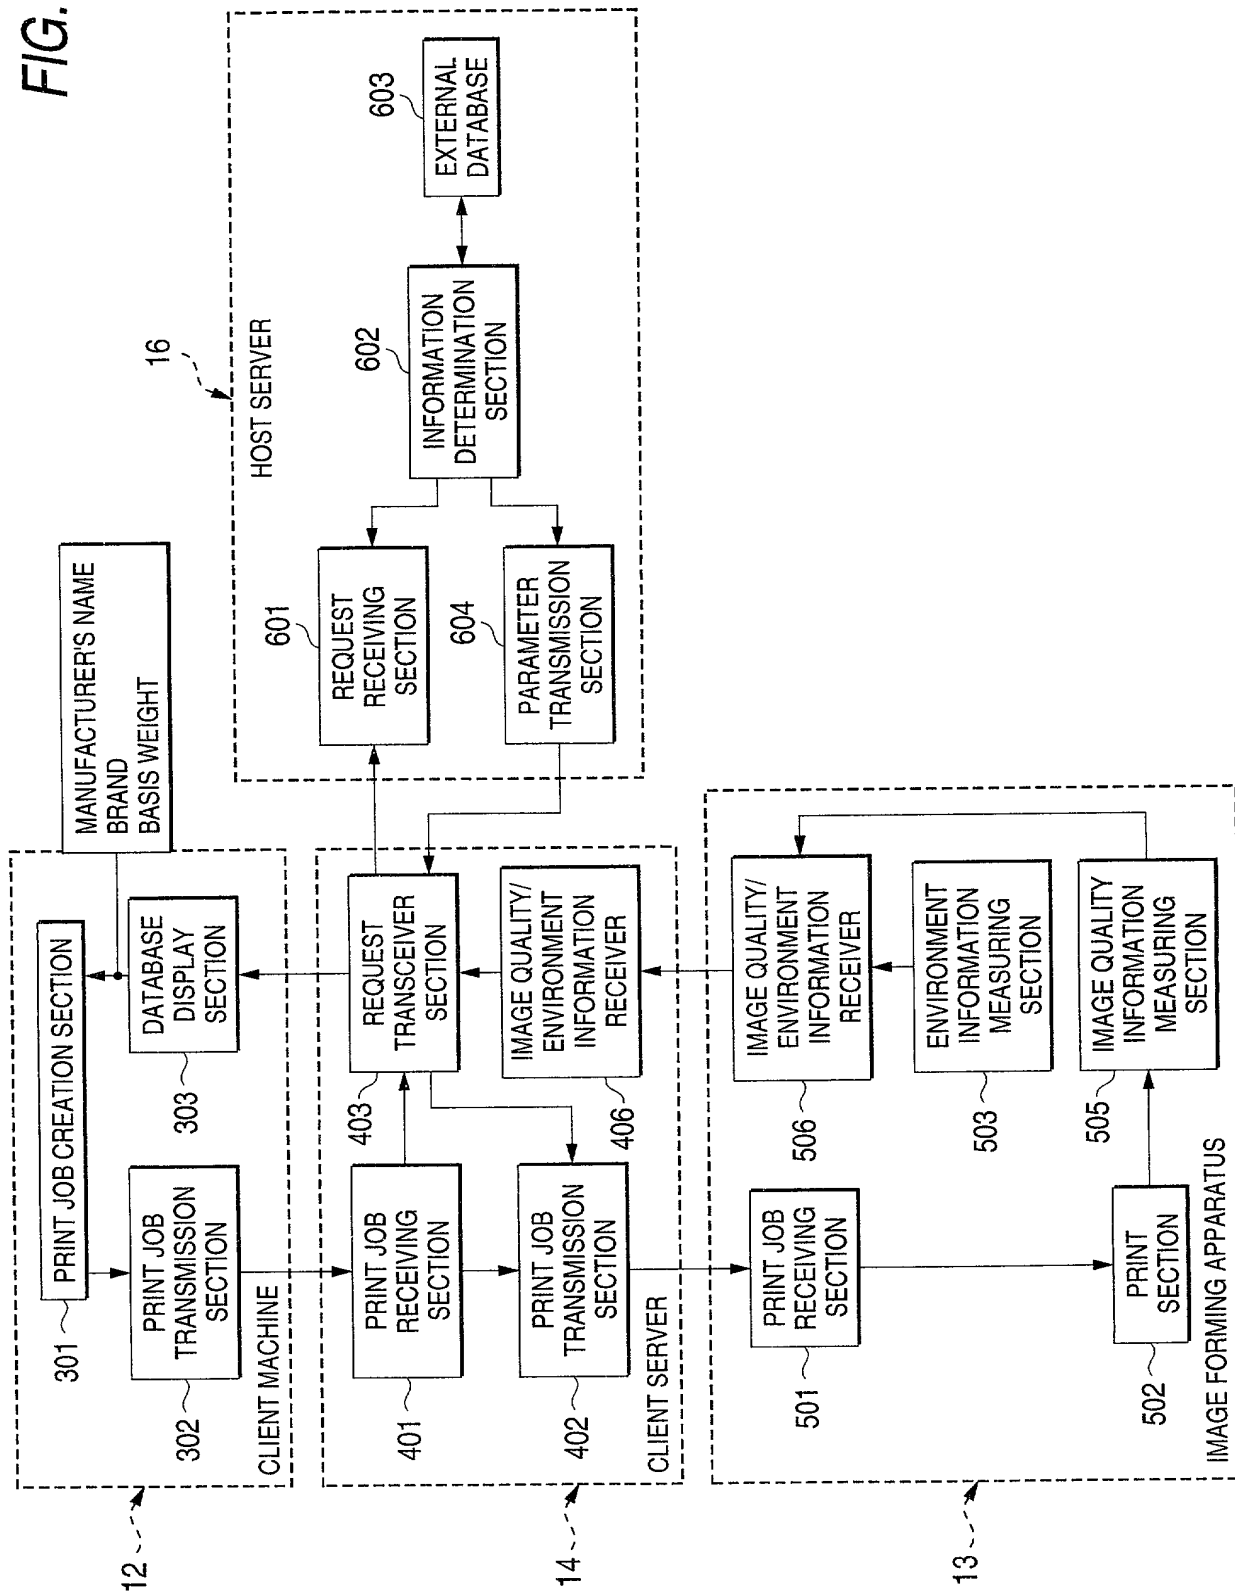 FIG.
12
301
PRINT JOB CREATION SECTION
MANUFACTURER'S NAME
BRAND
BASIS WEIGHT
302
PRINT JOB
TRANSMISSION
SECTION
303
DATABASE
DISPLAY
SECTION
CLIENT MACHINE
14
401
PRINT JOB
RECEIVING
SECTION
403
REQUEST
TRANSCEIVER
SECTION
402
PRINT JOB
TRANSMISSION
SECTION
406
IMAGE QUALITY/
ENVIRONMENT
INFORMATION
RECEIVER
CLIENT SERVER
16
HOST SERVER
601
REQUEST
RECEIVING
SECTION
602
INFORMATION
DETERMINATION
SECTION
603
EXTERNAL
DATABASE
604
PARAMETER
TRANSMISSION
SECTION
13
501
PRINT JOB
RECEIVING
SECTION
506
IMAGE QUALITY/
ENVIRONMENT
INFORMATION
RECEIVER
503
ENVIRONMENT
INFORMATION
MEASURING
SECTION
502
PRINT
SECTION
505
IMAGE QUALITY
INFORMATION
MEASURING
SECTION
IMAGE FORMING APPARATUS